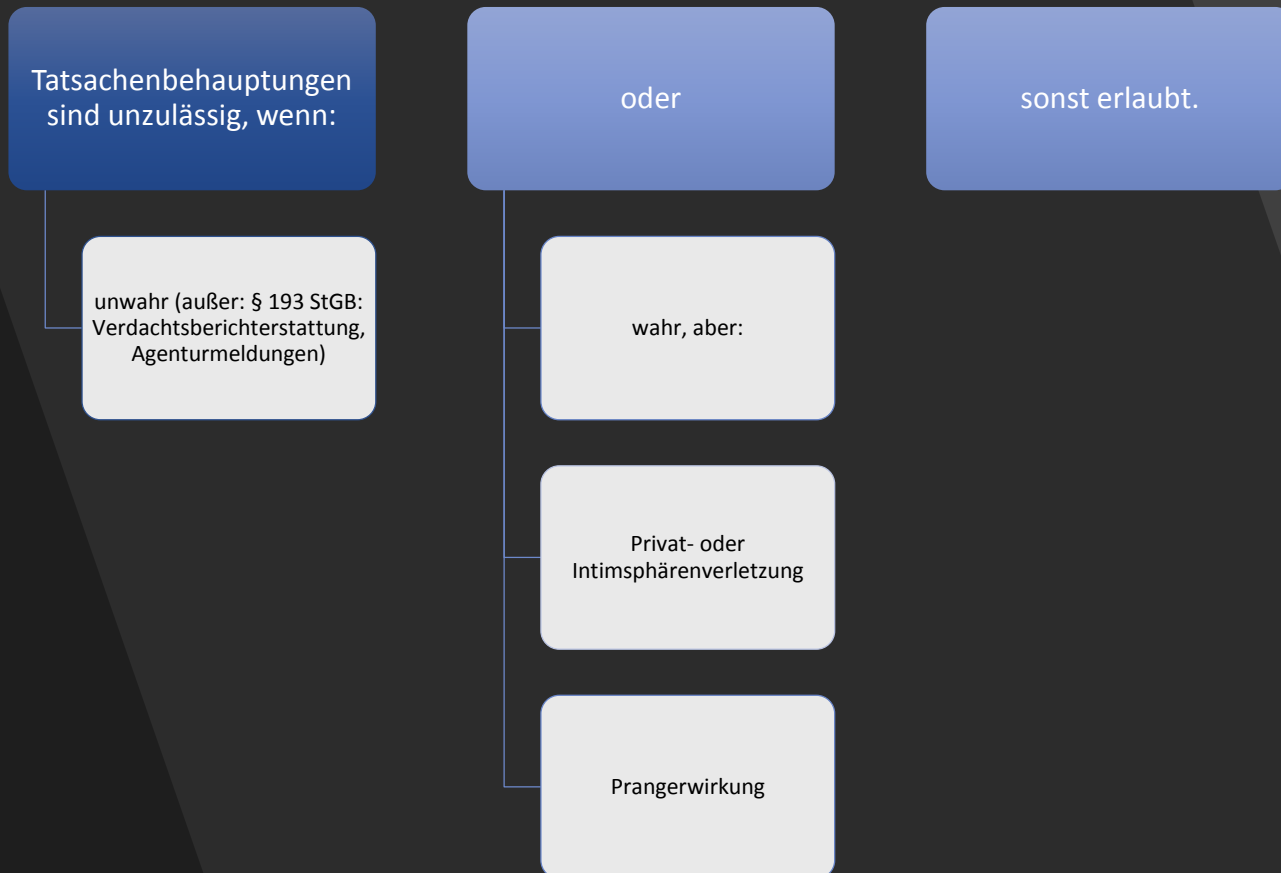 Tatsachenbehauptungen
sind unzulässig, wenn:
unwahr (außer: § 193 StGB:
Verdachtsberichterstattung,
Agenturmeldungen)
oder
wahr, aber:
Privat- oder
Intimsphärenverletzung
Prangerwirkung
sonst erlaubt.